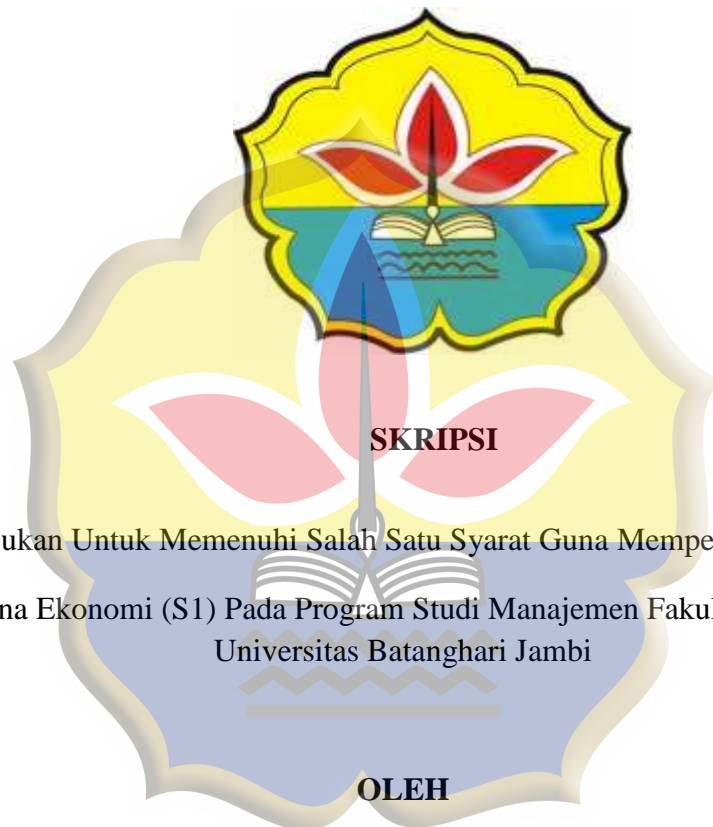 SKRIPSI
ukan Untuk Memenuhi Salah Satu Syarat Guna Mempe
na Ekonomi (S1) Pada Program Studi Manajemen Fakul
Universitas Batanghari Jambi
OLEH